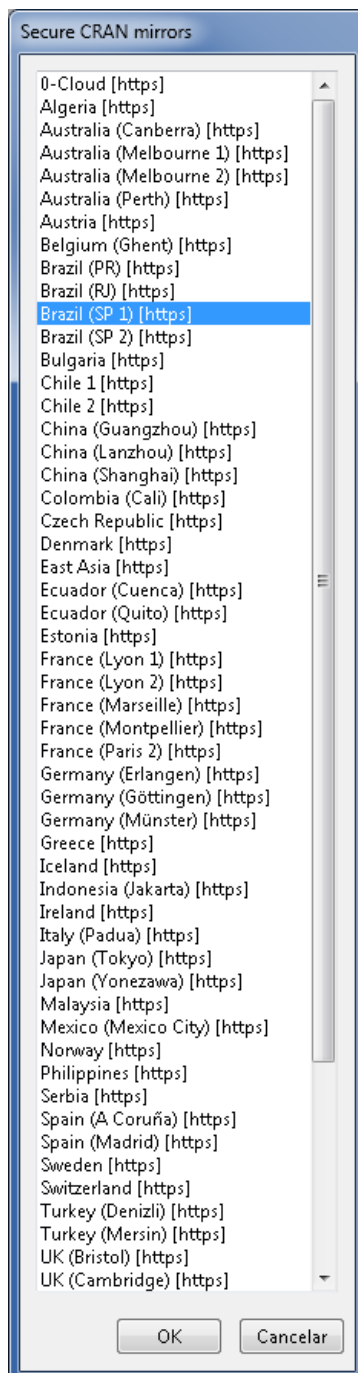 Secure CRAN mirrors
0-Cloud [https]
Algeria [https]
Australia (Canberra) [https]
Australia (Melbourne 1) [https]
Australia (Melbourne 2) [https]
Australia (Perth) [https]
Austria [https]
Belgium (Ghent) [https]
Brazil (PR) [https]
Brazil (RJ) [https]
Brazil (SP 1) [https]
Brazil (SP 2) [https]
Bulgaria [https]
Chile 1 [https]
Chile 2 [https]
China (Guangzhou) [https]
China (Lanzhou) [https]
China (Shanghai) [https]
Colombia (Cali) [https]
Czech Republic [https]
Denmark [https]
East Asia [https]
Ecuador (Cuenca) [https]
Ecuador (Quito) [https]
Estonia [https]
France (Lyon 1) [https]
France (Lyon 2) [https]
France (Marseille) [https]
France (Montpellier) [https]
France (Paris 2) [https]
Germany (Erlangen) [https]
Germany (Göttingen) [https]
Germany (Münster) [https]
Greece [https]
Iceland [https]
Indonesia (Jakarta) [https]
Ireland [https]
Italy (Padua) [https]
Japan (Tokyo) [https]
Japan (Yonezawa) [https]
Malaysia [https]
Mexico (Mexico City) [https]
Norway [https]
Philippines [https]
Serbia [https]
Spain (A Coruña) [https]
Spain (Madrid) [https]
Sweden [https]
Switzerland [https]
Turkey (Denizli) [https]
Turkey (Mersin) [https]
UK (Bristol) [https]
UK (Cambridge) [https]
OK Cancelar